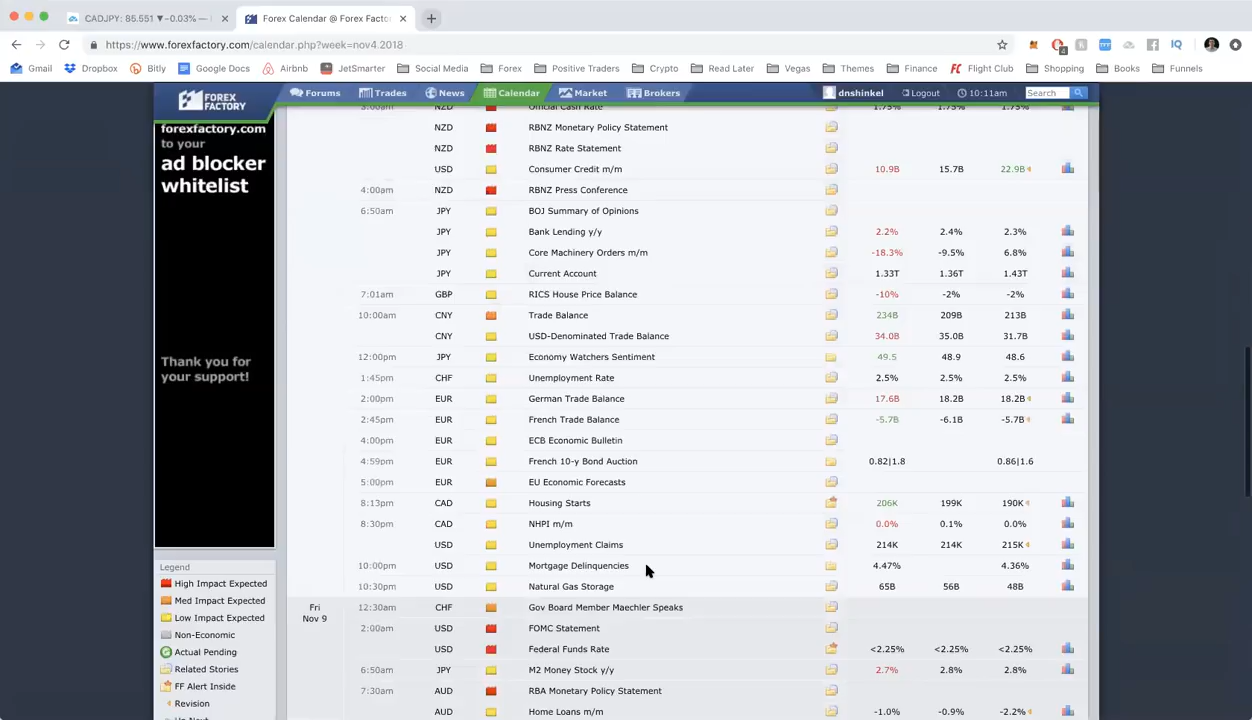 CADJPY: 85.551 ▼−0.03% —
Forex Calendar @ Forex Facto
https://www.forexfactory.com/calendar.php?week=nov4.2018
Gmail Dropbox Bitly Google Docs Airbnb JetSmarter Social Media Forex Positive Traders Crypto Read Later Vegas Themes Finance Flight Club Shopping Books Funnels
FOREX FACTORY
Forums Trades News Calendar Market Brokers dnshinkel Logout 10:11am Search
forexfactory.com
to your
ad blocker
whitelist
Thank you for
your support!
3:00am NZD Official Cash Rate 1.75% 1.75% 1.75%
NZD RBNZ Monetary Policy Statement
NZD RBNZ Rate Statement
USD Consumer Credit m/m 10.9B 15.7B 22.9B
4:00am NZD RBNZ Press Conference
6:50am JPY BOJ Summary of Opinions
JPY Bank Lending y/y 2.2% 2.4% 2.3%
JPY Core Machinery Orders m/m -18.3% -9.5% 6.8%
JPY Current Account 1.33T 1.36T 1.43T
7:01am GBP RICS House Price Balance -10% -2% -2%
10:00am CNY Trade Balance 234B 209B 213B
CNY USD-Denominated Trade Balance 34.0B 35.0B 31.7B
12:00pm JPY Economy Watchers Sentiment 49.5 48.9 48.6
1:45pm CHF Unemployment Rate 2.5% 2.5% 2.5%
2:00pm EUR German Trade Balance 17.6B 18.2B 18.2B
2:45pm EUR French Trade Balance -5.7B -6.1B -5.7B
4:00pm EUR ECB Economic Bulletin
4:59pm EUR French 10-y Bond Auction 0.82|1.8 0.86|1.6
5:00pm EUR EU Economic Forecasts
8:13pm CAD Housing Starts 206K 199K 190K
8:30pm CAD NHPI m/m 0.0% 0.1% 0.0%
USD Unemployment Claims 214K 214K 215K
10:00pm USD Mortgage Delinquencies 4.47% 4.36%
10:30pm USD Natural Gas Storage 65B 56B 48B
Fri
Nov 9
12:30am CHF Gov Board Member Maechler Speaks
2:00am USD FOMC Statement
USD Federal Funds Rate <2.25% <2.25% <2.25%
6:50am JPY M2 Money Stock y/y 2.7% 2.8% 2.8%
7:30am AUD RBA Monetary Policy Statement
AUD Home Loans m/m -1.0% -0.9% -2.2%
Legend
High Impact Expected
Med Impact Expected
Low Impact Expected
Non-Economic
Actual Pending
Related Stories
FF Alert Inside
Revision